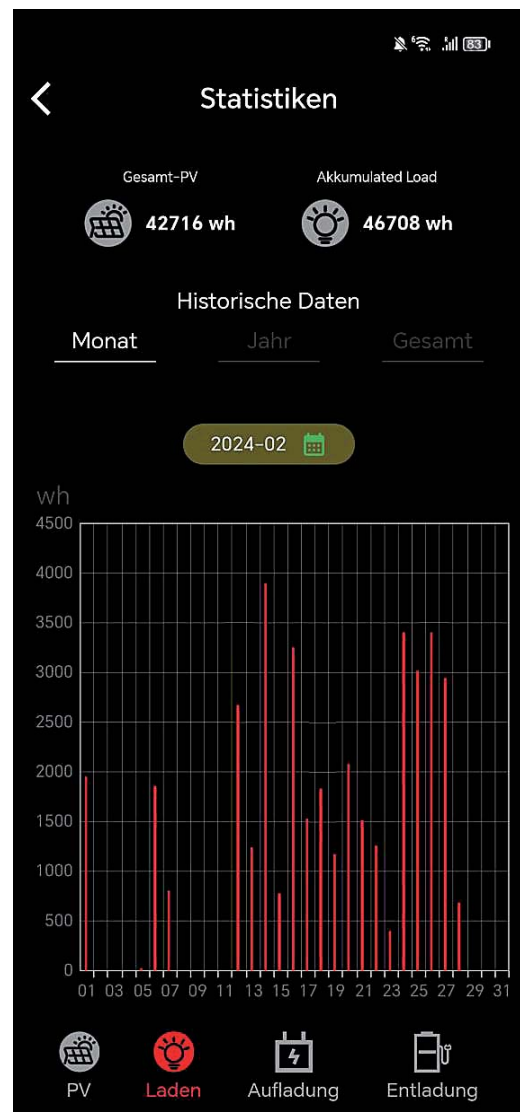 83
Statistiken
Gesamt-PV Akkumulated Load
42716 wh 46708 wh
Historische Daten
Monat Jahr Gesamt
2024-02
wh
4500
4000
3500
3000
2500
2000
1500
1000
500
0
01 03 05 07 09 11 13 15 17 19 21 23 25 27 29 31
PV Laden Aufladung Entladung